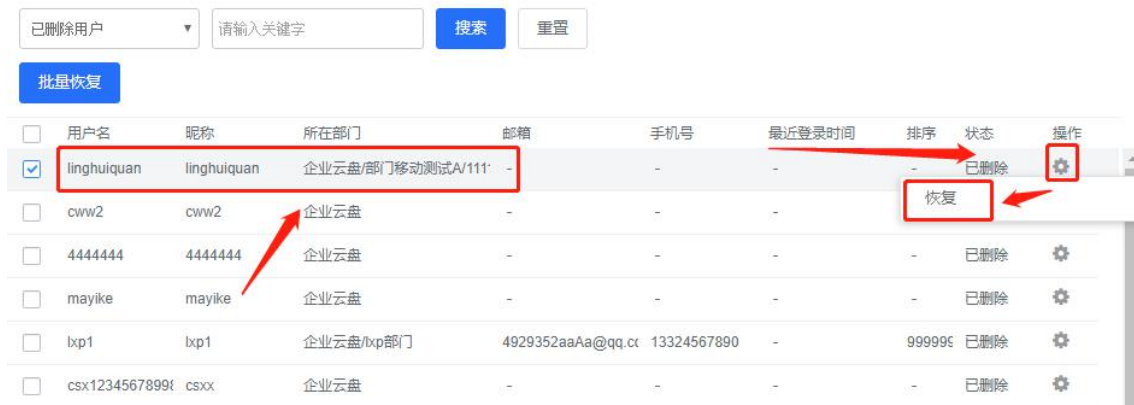 已删除用户 请输入关键字 搜索 重置
批量恢复
用户名 昵称 所在部门 邮箱 手机号 最近登录时间 排序 状态 操作
linghuiquan linghuiquan 企业云盘/部门移动测试A/111 - - - - 已删除
恢复
cww2 cww2 企业云盘 - - -
4444444 4444444 企业云盘 - - - - 已删除
mayike mayike 企业云盘 - - - - 已删除
lxp1 lxp1 企业云盘/lxp部门 4929352aaAa@qq.cc 13324567890 - 999999 已删除
csx12345678998 csxx 企业云盘 - - - - 已删除